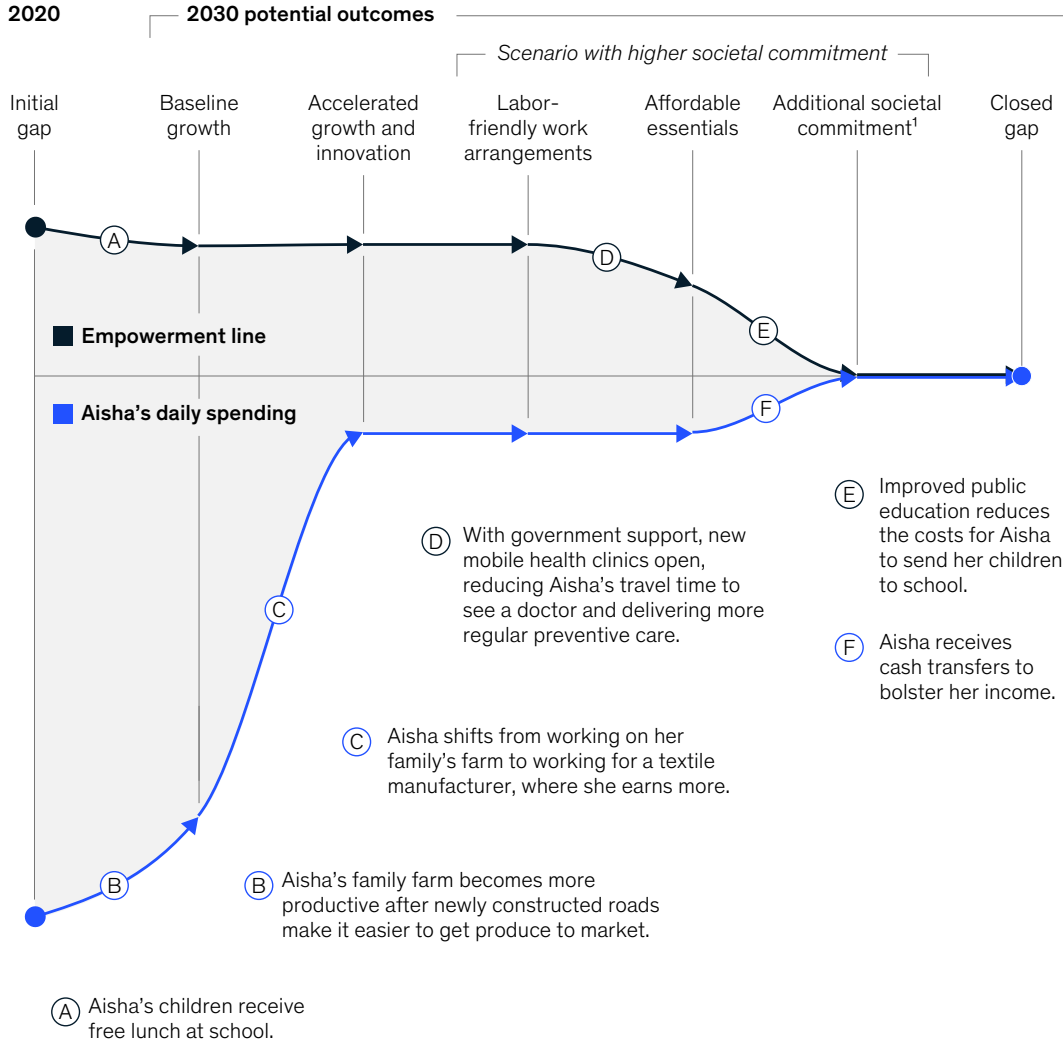 2020
2030 potential outcomes
Scenario with higher societal commitment
Initial
gap
Baseline
growth
Accelerated
growth and
innovation
Labor-
friendly work
arrangements
Affordable
essentials
Additional societal
commitment¹
Closed
gap
A
D
E
Empowerment line
Aisha’s daily spending
F
C
B
E
Improved public
education reduces
the costs for Aisha
to send her children
to school.
D
With government support, new
mobile health clinics open,
reducing Aisha’s travel time to
see a doctor and delivering more
regular preventive care.
F
Aisha receives
cash transfers to
bolster her income.
C
Aisha shifts from working on her
family’s farm to working for a textile
manufacturer, where she earns more.
B
Aisha’s family farm becomes more
productive after newly constructed roads
make it easier to get produce to market.
A
Aisha’s children receive
free lunch at school.